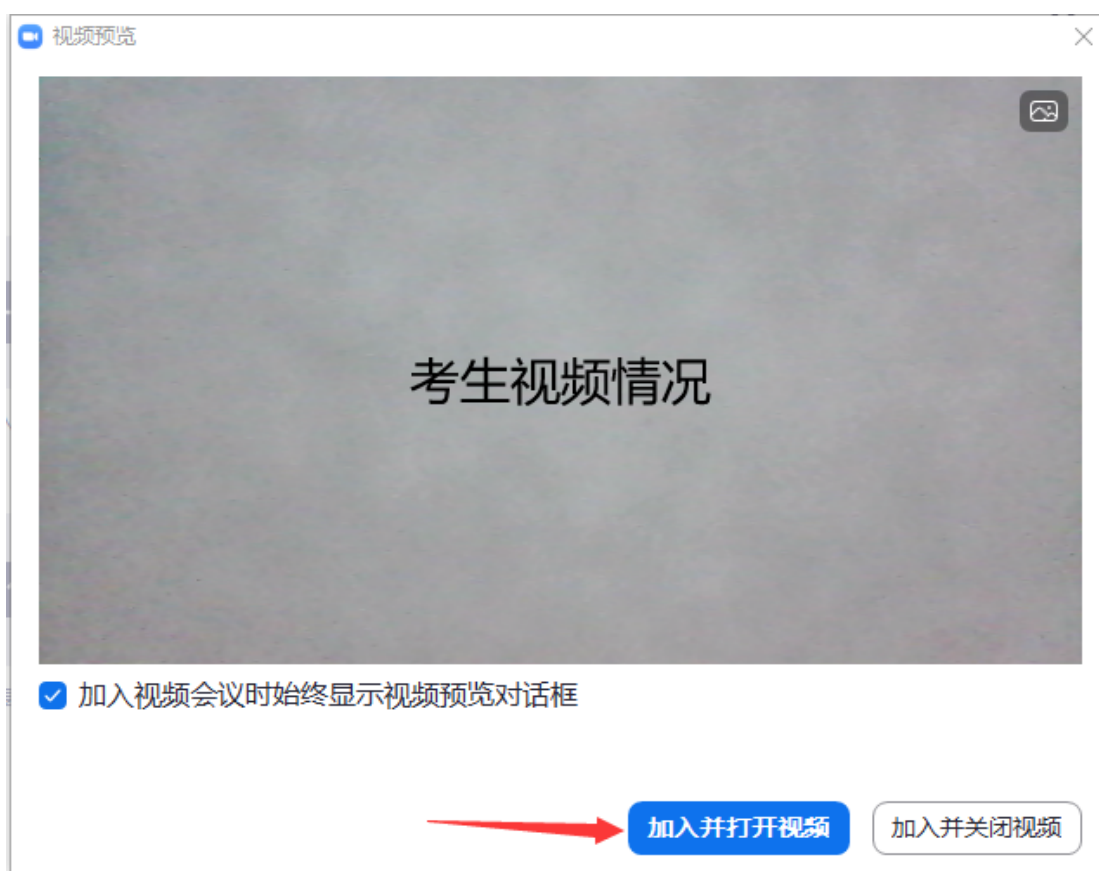 视频预览
考生视频情况
加入视频会议时始终显示视频预览对话框
加入并打开视频
加入并关闭视频